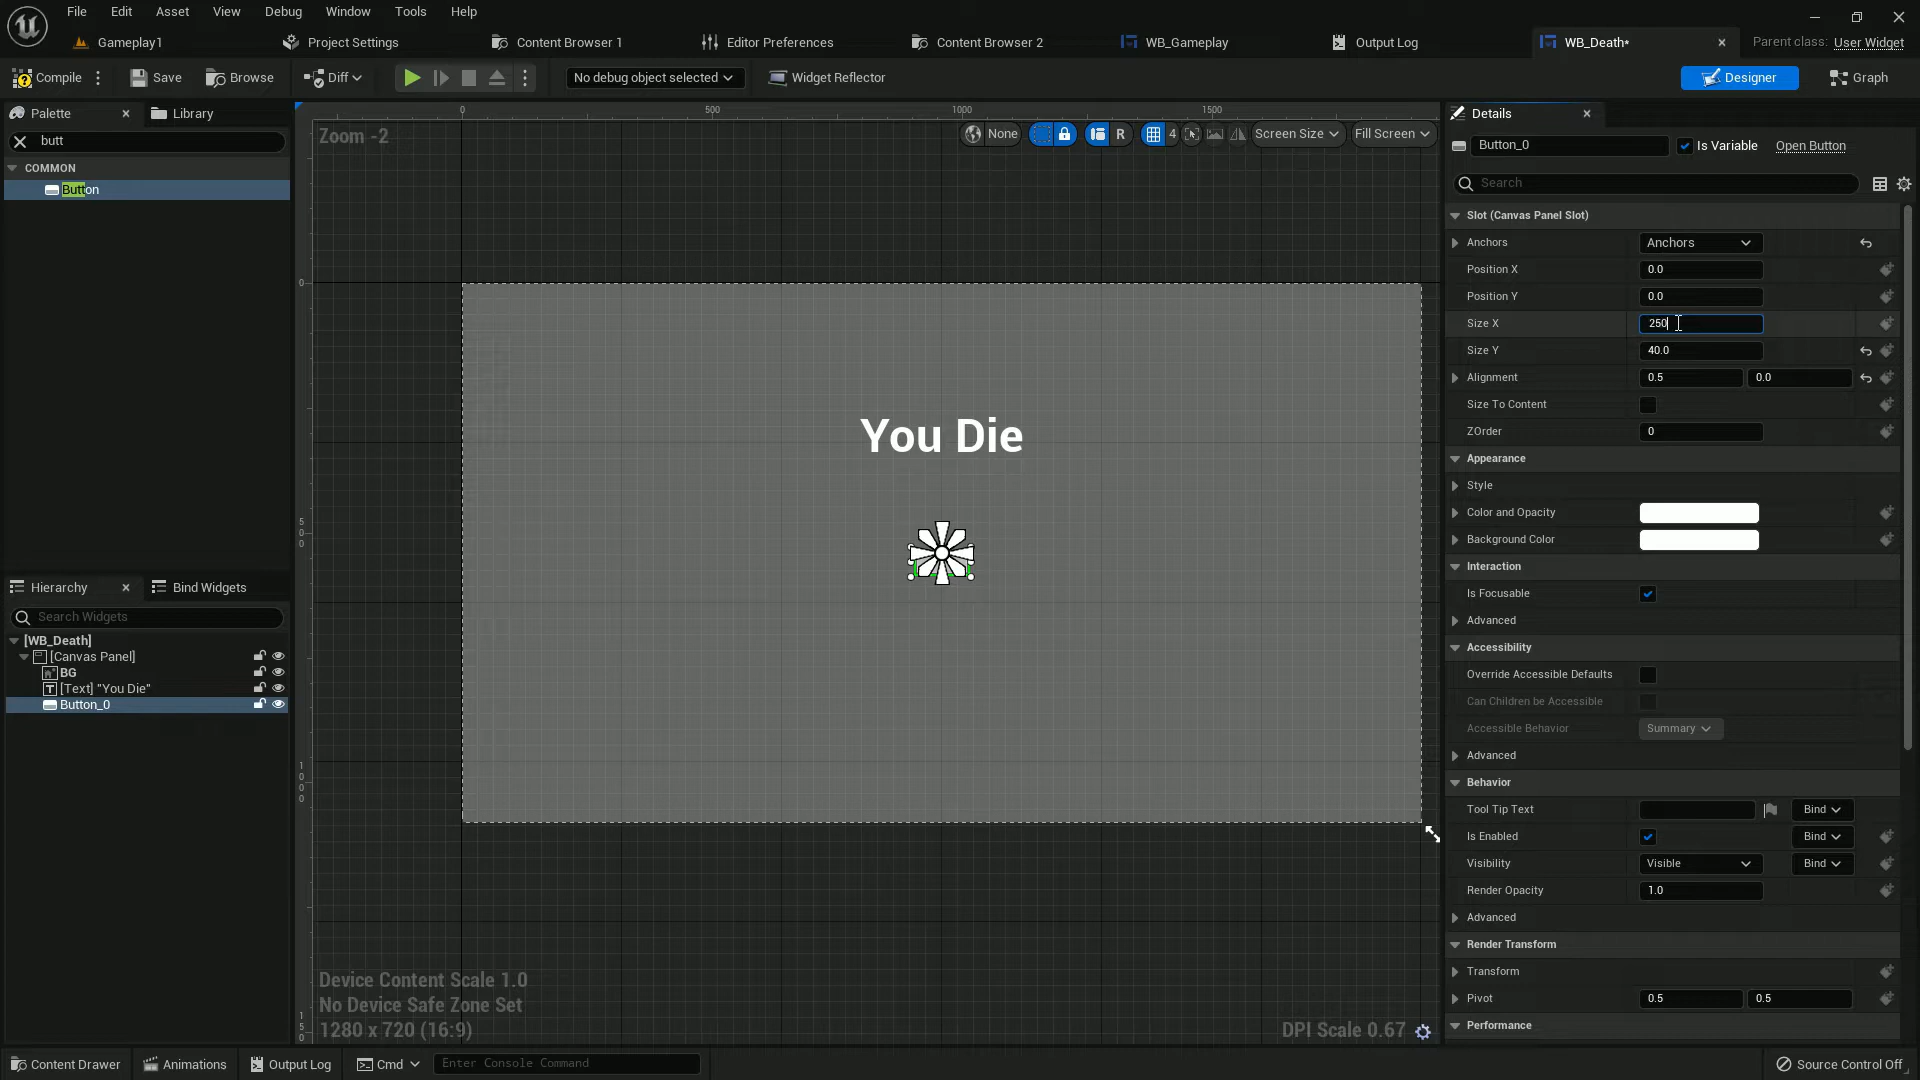 File Edit Asset View Debug Window Tools Help
Gameplay1 Project Settings Content Browser 1 Editor Preferences Content Browser 2 WB_Gameplay Output Log WB_Death* Parent class: User Widget
Compile Save Browse Diff No debug object selected Widget Reflector Designer Graph
Palette Library
butt
COMMON
Button
Hierarchy Bind Widgets
Search Widgets
[WB_Death]
[Canvas Panel]
BG
[Text] "You Die"
Button_0
0 500 1000 1500
Zoom -2 None R 4 Screen Size Fill Screen
0
500
1000
150
You Die
Device Content Scale 1.0
No Device Safe Zone Set
1280 x 720 (16:9) DPI Scale 0.67
Details
Button_0 Is Variable Open Button
Search
Slot (Canvas Panel Slot)
Anchors Anchors
Position X 0.0
Position Y 0.0
Size X 250
Size Y 40.0
Alignment 0.5 0.0
Size To Content
ZOrder 0
Appearance
Style
Color and Opacity
Background Color
Interaction
Is Focusable
Advanced
Accessibility
Override Accessible Defaults
Can Children be Accessible
Accessible Behavior Summary
Advanced
Behavior
Tool Tip Text Bind
Is Enabled Bind
Visibility Visible Bind
Render Opacity 1.0
Advanced
Render Transform
Transform
Pivot 0.5 0.5
Performance
Content Drawer Animations Output Log Cmd Enter Console Command Source Control Off